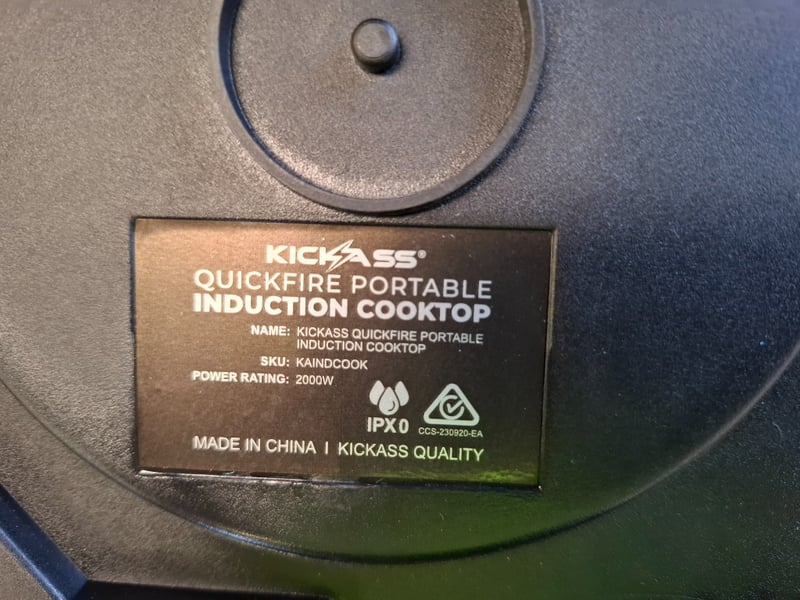 KICKASS®
QUICKFIRE PORTABLE
INDUCTION COOKTOP
NAME: KICKASS QUICKFIRE PORTABLE
INDUCTION COOKTOP
SKU: KAINDCOOK
POWER RATING: 2000W
IPX0
CCS-230920-EA
MADE IN CHINA | KICKASS QUALITY